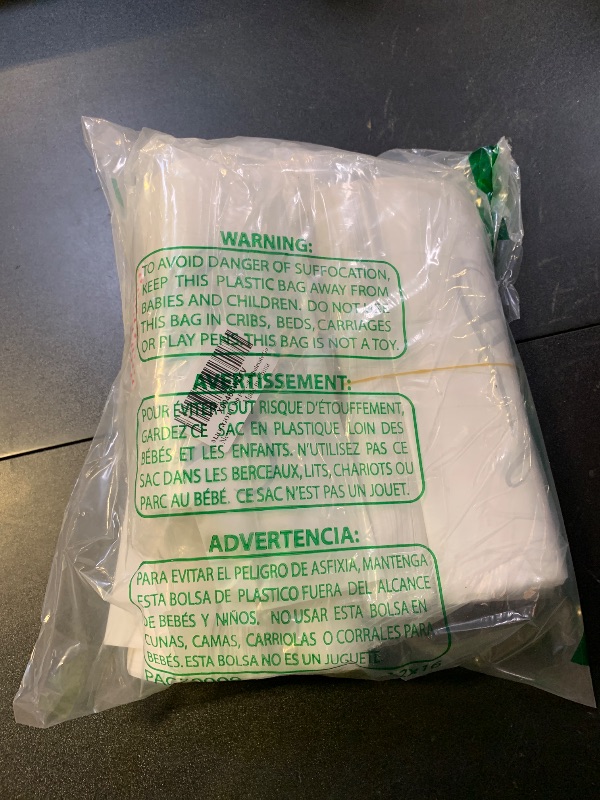 WARNING:
TO AVOID DANGER OF SUFFOCATION,
KEEP THIS PLASTIC BAG AWAY FROM
BABIES AND CHILDREN. DO NOT USE
THIS BAG IN CRIBS, BEDS, CARRIAGES
OR PLAY PENS. THIS BAG IS NOT A TOY.
AVERTISSEMENT:
POUR ÉVITER TOUT RISQUE D'ÉTOUFFEMENT,
GARDEZ CE SAC EN PLASTIQUE LOIN DES
BÉBÉS ET LES ENFANTS. N'UTILISEZ PAS CE
SAC DANS LES BERCEAUX, LITS, CHARIOTS OU
PARC AU BÉBÉ. CE SAC N'EST PAS UN JOUET.
ADVERTENCIA:
PARA EVITAR EL PELIGRO DE ASFIXIA, MANTENGA
ESTA BOLSA DE PLASTICO FUERA DEL ALCANCE
DE BEBÉS Y NIÑOS. NO USAR ESTA BOLSA EN
CUNAS, CAMAS, CARRIOLAS O CORRALES PARA
BEBÉS. ESTA BOLSA NO ES UN JUGUETE.
12x16